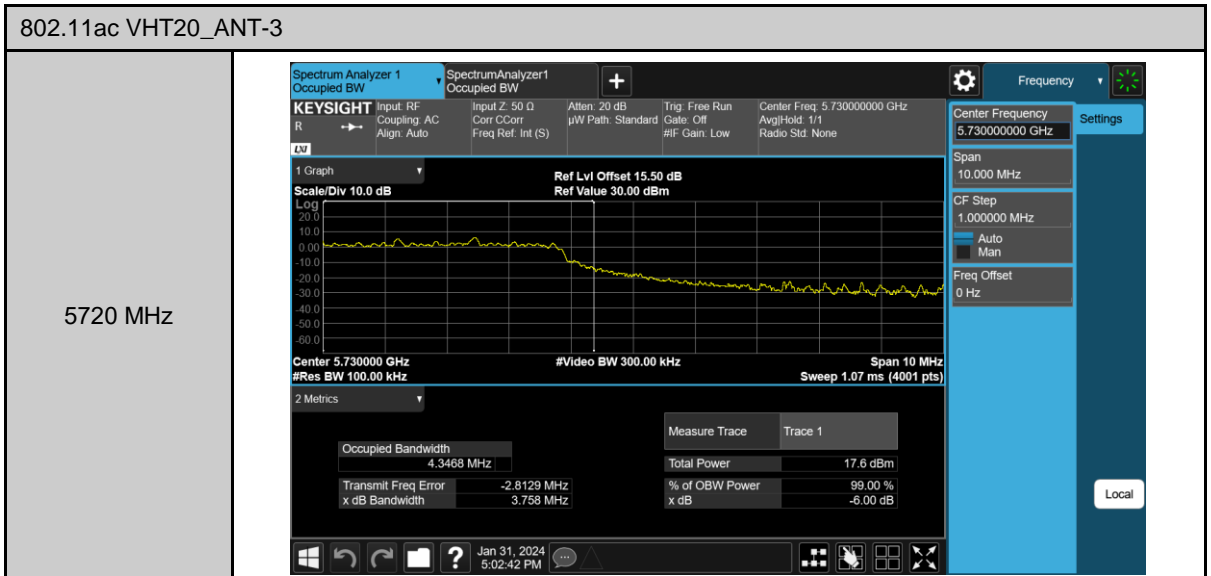 802.11ac VHT20_ANT-3
5720 MHz
Spectrum Analyzer 1
Occupied BW
SpectrumAnalyzer1
Occupied BW
Frequency
KEYSIGHT
R
LXI
Input: RF
Coupling: AC
Align: Auto
Input Z: 50 Ω
Corr CCorr
Freq Ref: Int (S)
Atten: 20 dB
µW Path: Standard
Trig: Free Run
Gate: Off
#IF Gain: Low
Center Freq: 5.730000000 GHz
Avg|Hold: 1/1
Radio Std: None
Center Frequency
5.730000000 GHz
Settings
Span
10.000 MHz
CF Step
1.000000 MHz
Auto
Man
Freq Offset
0 Hz
1 Graph
Scale/Div 10.0 dB
Ref Lvl Offset 15.50 dB
Ref Value 30.00 dBm
Log
20.0
10.0
0.00
-10.0
-20.0
-30.0
-40.0
-50.0
-60.0
Center 5.730000 GHz
#Video BW 300.00 kHz
Span 10 MHz
#Res BW 100.00 kHz
Sweep 1.07 ms (4001 pts)
2 Metrics
Measure Trace Trace 1
Occupied Bandwidth
4.3468 MHz
Total Power 17.6 dBm
Transmit Freq Error -2.8129 MHz
% of OBW Power 99.00 %
x dB Bandwidth 3.758 MHz
x dB -6.00 dB
Local
?
Jan 31, 2024
5:02:42 PM